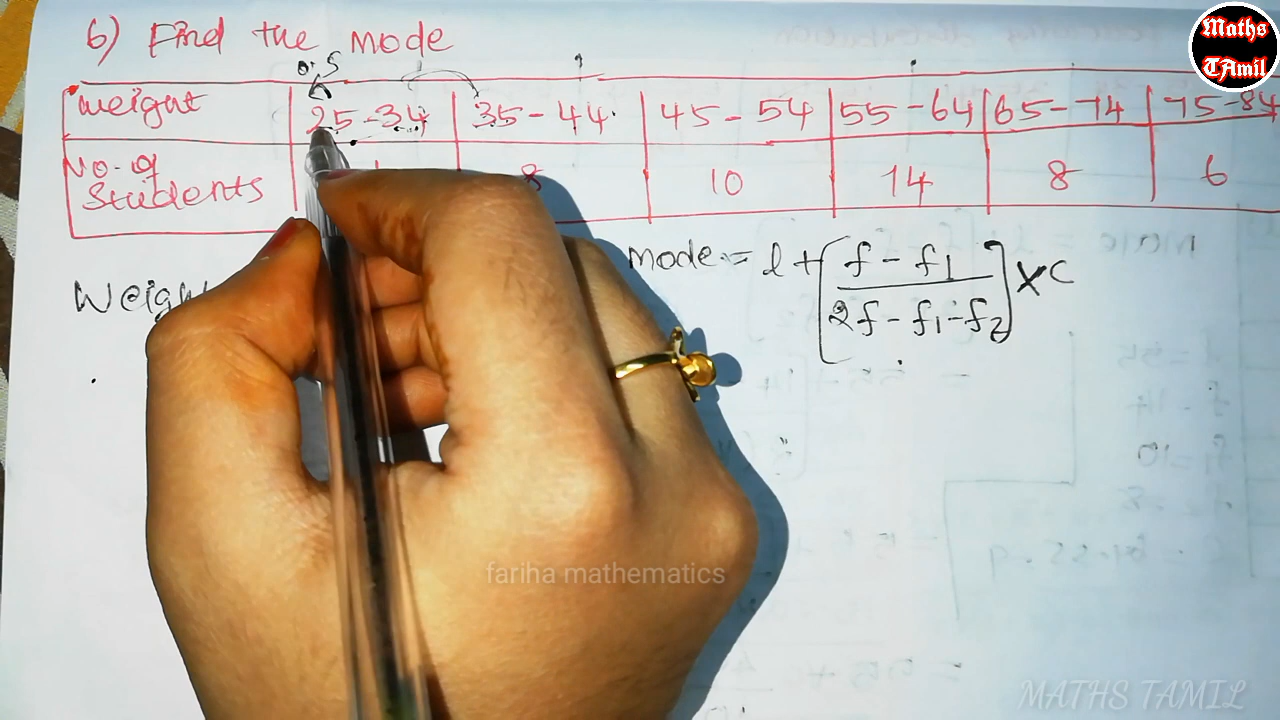 Maths
TAmil
6) Find the mode
0.5
Weight 25-34 35-44 45-54 55-64 65-74 75-84
No. of
Students 8 10 14 8 6
Mode = l + [ f - f1 / 2f - f1 - f2 ] × c
Weight
fariha mathematics
MATHS TAMIL